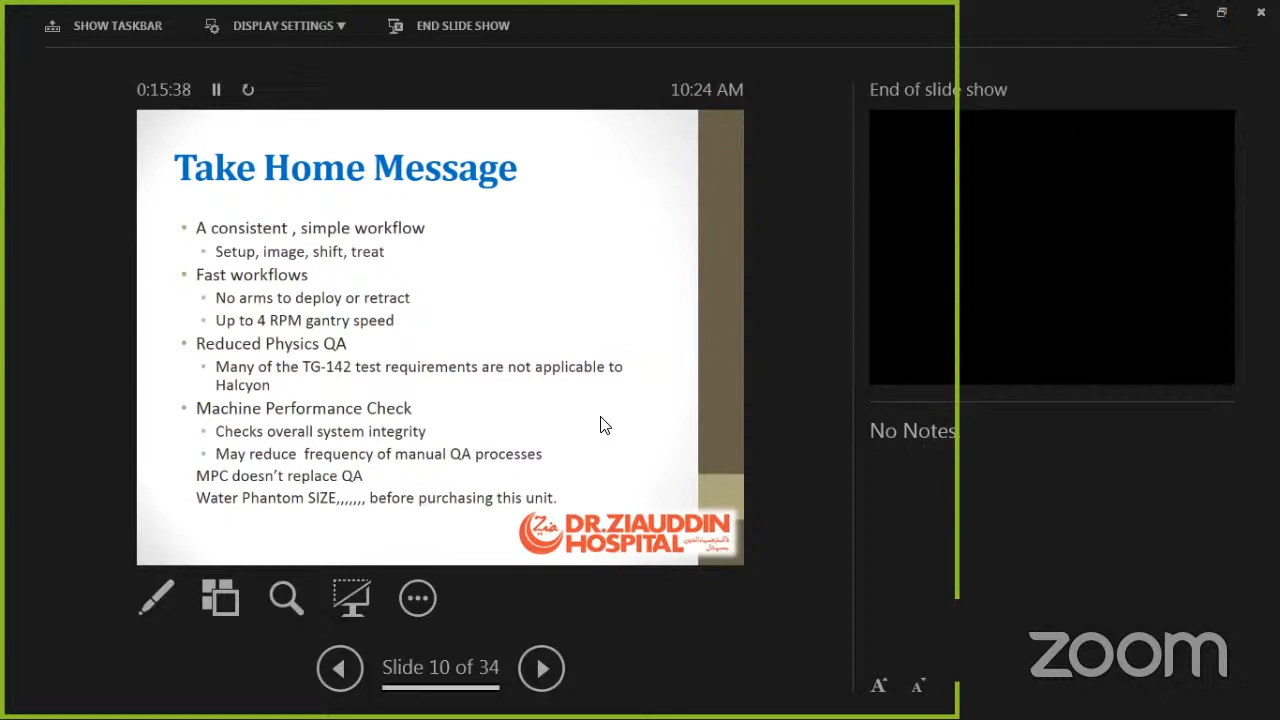 SHOW TASKBAR
DISPLAY SETTINGS
END SLIDE SHOW
0:15:38
10:24 AM
End of slide show
Take Home Message
A consistent , simple workflow
Setup, image, shift, treat
Fast workflows
No arms to deploy or retract
Up to 4 RPM gantry speed
Reduced Physics QA
Many of the TG-142 test requirements are not applicable to
Halcyon
Machine Performance Check
Checks overall system integrity
May reduce frequency of manual QA processes
MPC doesn't replace QA
Water Phantom SIZE,,,,,,, before purchasing this unit.
DR.ZIAUDDIN
HOSPITAL
No Notes.
Slide 10 of 34
A A
zoom